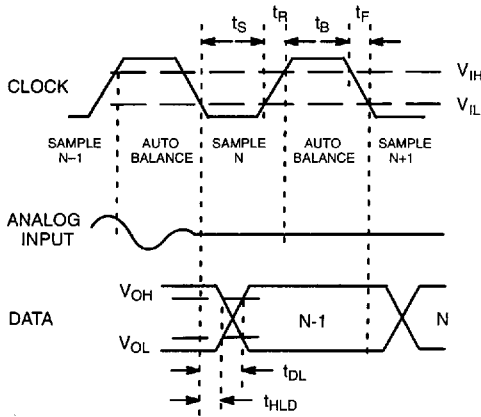 tS tR tB tF
CLOCK
VIH
VIL
SAMPLE N–1
AUTO BALANCE
SAMPLE N
AUTO BALANCE
SAMPLE N+1
ANALOG INPUT
DATA
VOH
VOL
N-1
N
tDL
tHLD